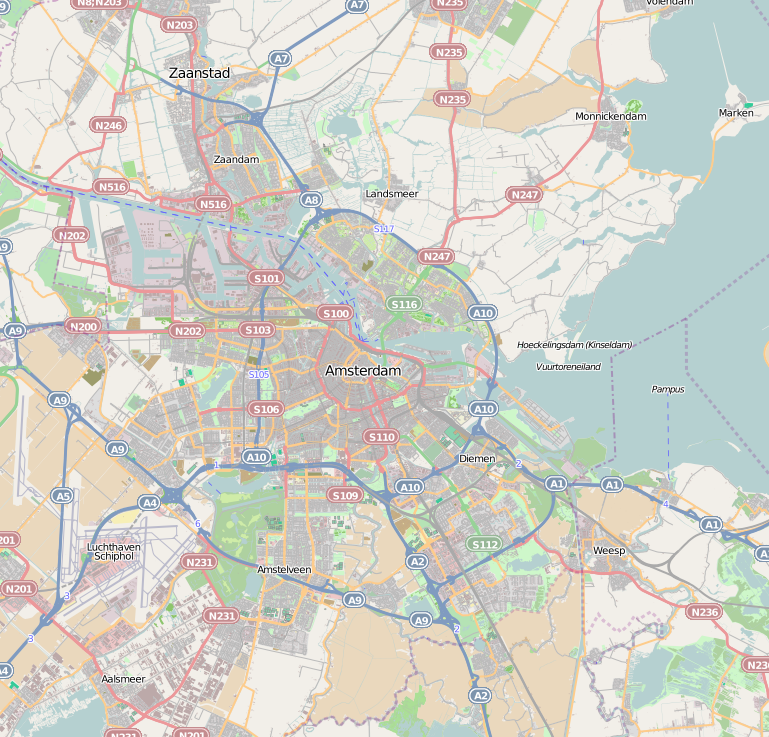 N8;N203
A7
N235
Volendam
N203
A7
N235
Zaanstad
N235
N246
Monnickendam
Marken
Zaandam
N516
A8
Landsmeer
N247
N516
S117
N202
A9
N247
S101
S116
S100
A10
A9
N200
N202
S103
Hoeckelingsdam (Kinseldam)
Amsterdam
Vuurtoreneiland
S105
Pampus
A9
S106
A10
S110
A9
A10
Diemen
1
2
A5
A4
S109
A10
A1
A1
4
6
A1
201
Luchthaven
Schiphol
S112
Weesp
N231
A2
Amstelveen
N201
3
A9
N231
A9
N236
3
2
A4
Aalsmeer
A2
N231
N201